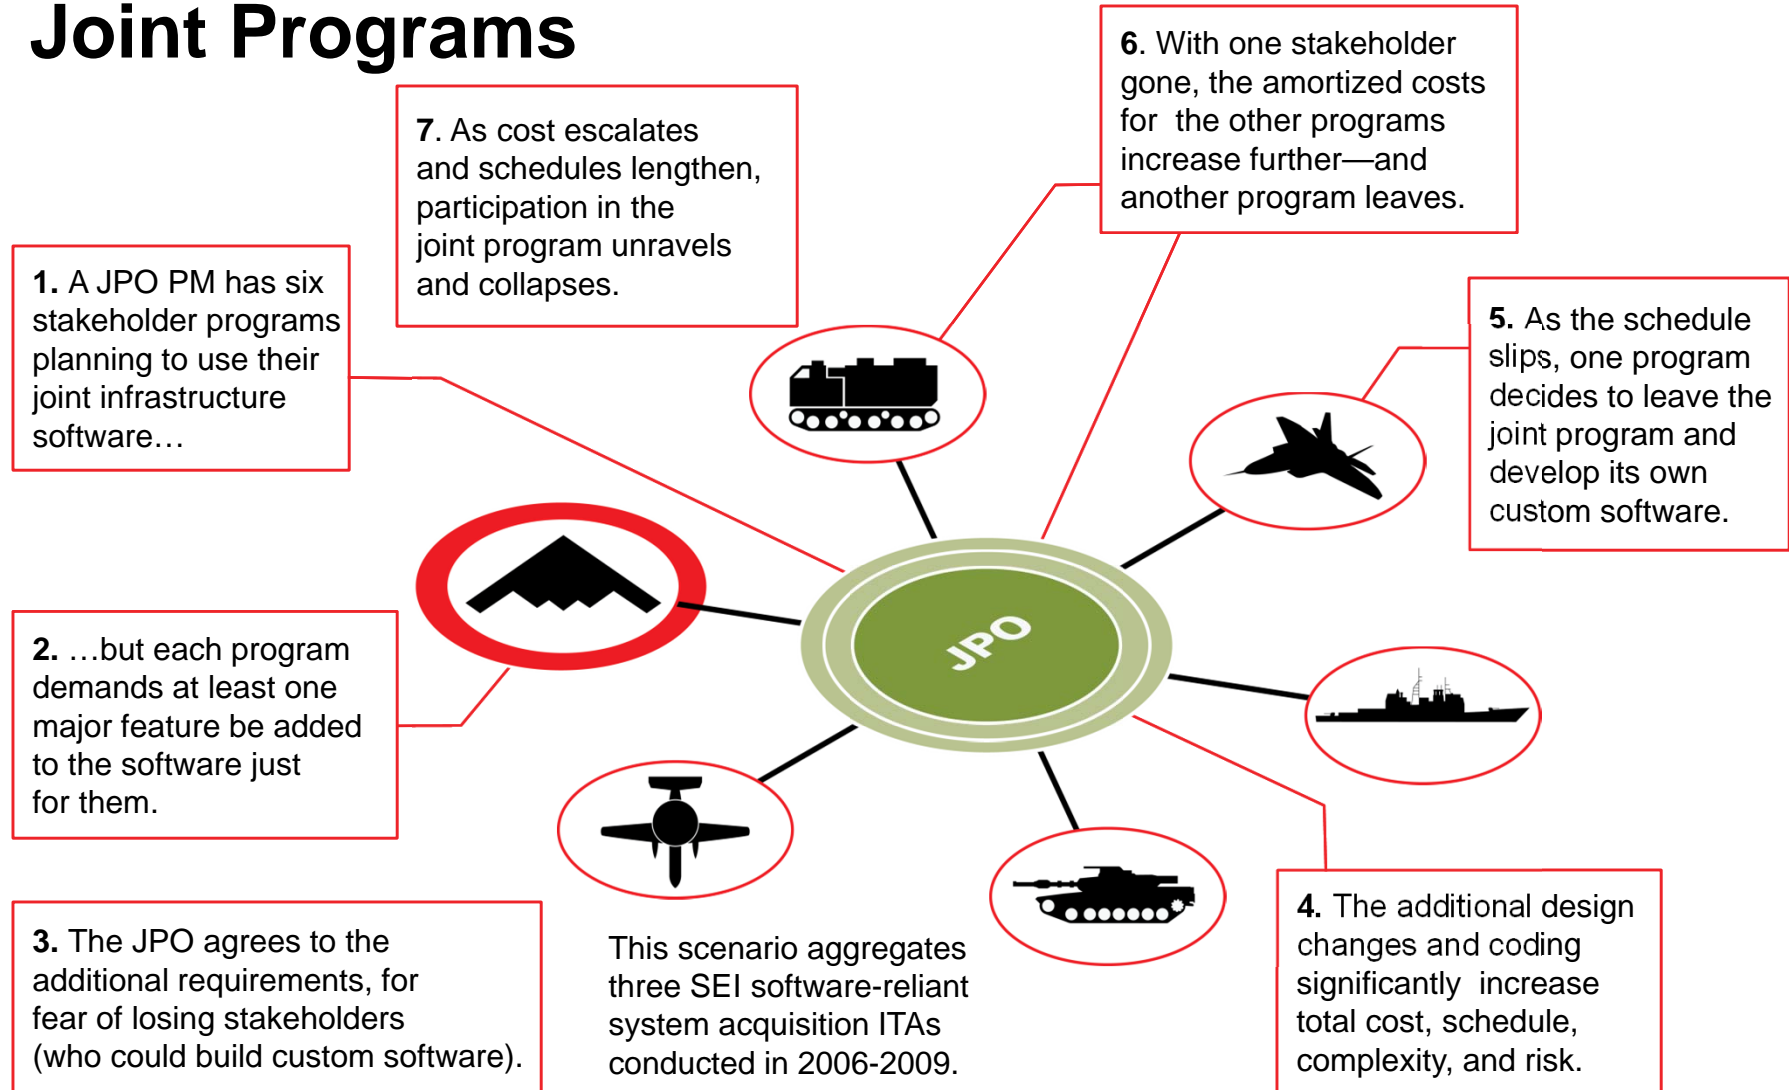 Joint Programs
1. A JPO PM has six
stakeholder programs
planning to use their
joint infrastructure
software…
2. …but each program
demands at least one
major feature be added
to the software just
for them.
3. The JPO agrees to the
additional requirements, for
fear of losing stakeholders
(who could build custom software).
4. The additional design
changes and coding
significantly increase
total cost, schedule,
complexity, and risk.
5. As the schedule
slips, one program
decides to leave the
joint program and
develop its own
custom software.
6. With one stakeholder
gone, the amortized costs
for the other programs
increase further—and
another program leaves.
7. As cost escalates
and schedules lengthen,
participation in the
joint program unravels
and collapses.
JPO
This scenario aggregates
three SEI software-reliant
system acquisition ITAs
conducted in 2006-2009.